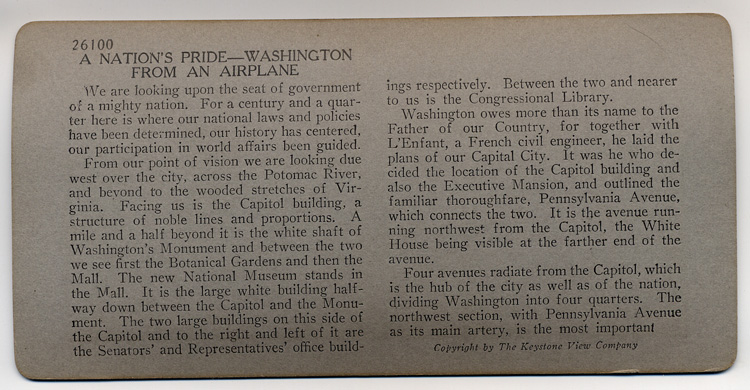 26100
A NATION'S PRIDE—WASHINGTON
FROM AN AIRPLANE
We are looking upon the seat of government
of a mighty nation. For a century and a quar-
ter here is where our national laws and policies
have been determined, our history has centered,
our participation in world affairs been guided.
From our point of vision we are looking due
west over the city, across the Potomac River,
and beyond to the wooded stretches of Vir-
ginia. Facing us is the Capitol building, a
structure of noble lines and proportions. A
mile and a half beyond it is the white shaft of
Washington's Monument and between the two
we see first the Botanical Gardens and then the
Mall. The new National Museum stands in
the Mall. It is the large white building half-
way down between the Capitol and the Monu-
ment. The two large buildings on this side of
the Capitol and to the right and left of it are
the Senators' and Representatives' office build-
ings respectively. Between the two and nearer
to us is the Congressional Library.
Washington owes more than its name to the
Father of our Country, for together with
L'Enfant, a French civil engineer, he laid the
plans of our Capital City. It was he who de-
cided the location of the Capitol building and
also the Executive Mansion, and outlined the
familiar thoroughfare, Pennsylvania Avenue,
which connects the two. It is the avenue run-
ning northwest from the Capitol, the White
House being visible at the farther end of the
avenue.
Four avenues radiate from the Capitol, which
is the hub of the city as well as of the nation,
dividing Washington into four quarters. The
northwest section, with Pennsylvania Avenue
as its main artery, is the most important
Copyright by The Keystone View Company